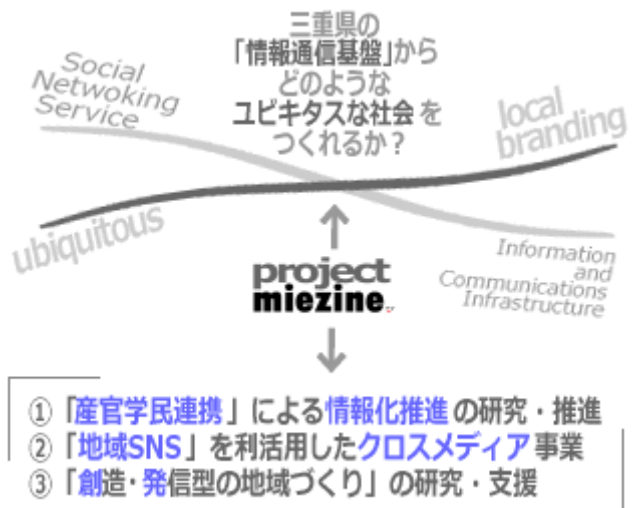 三重県の
「情報通信基盤」から
どのような
ユビキタスな社会を
つくれるか？
Social
Netwoking
Service
local
branding
ubiquitous
Information
and
Communications
Infrastructure
project
miezine
①「産官学民連携」による情報化推進の研究・推進
②「地域SNS」を利活用したクロスメディア事業
③「創造・発信型の地域づくり」の研究・支援